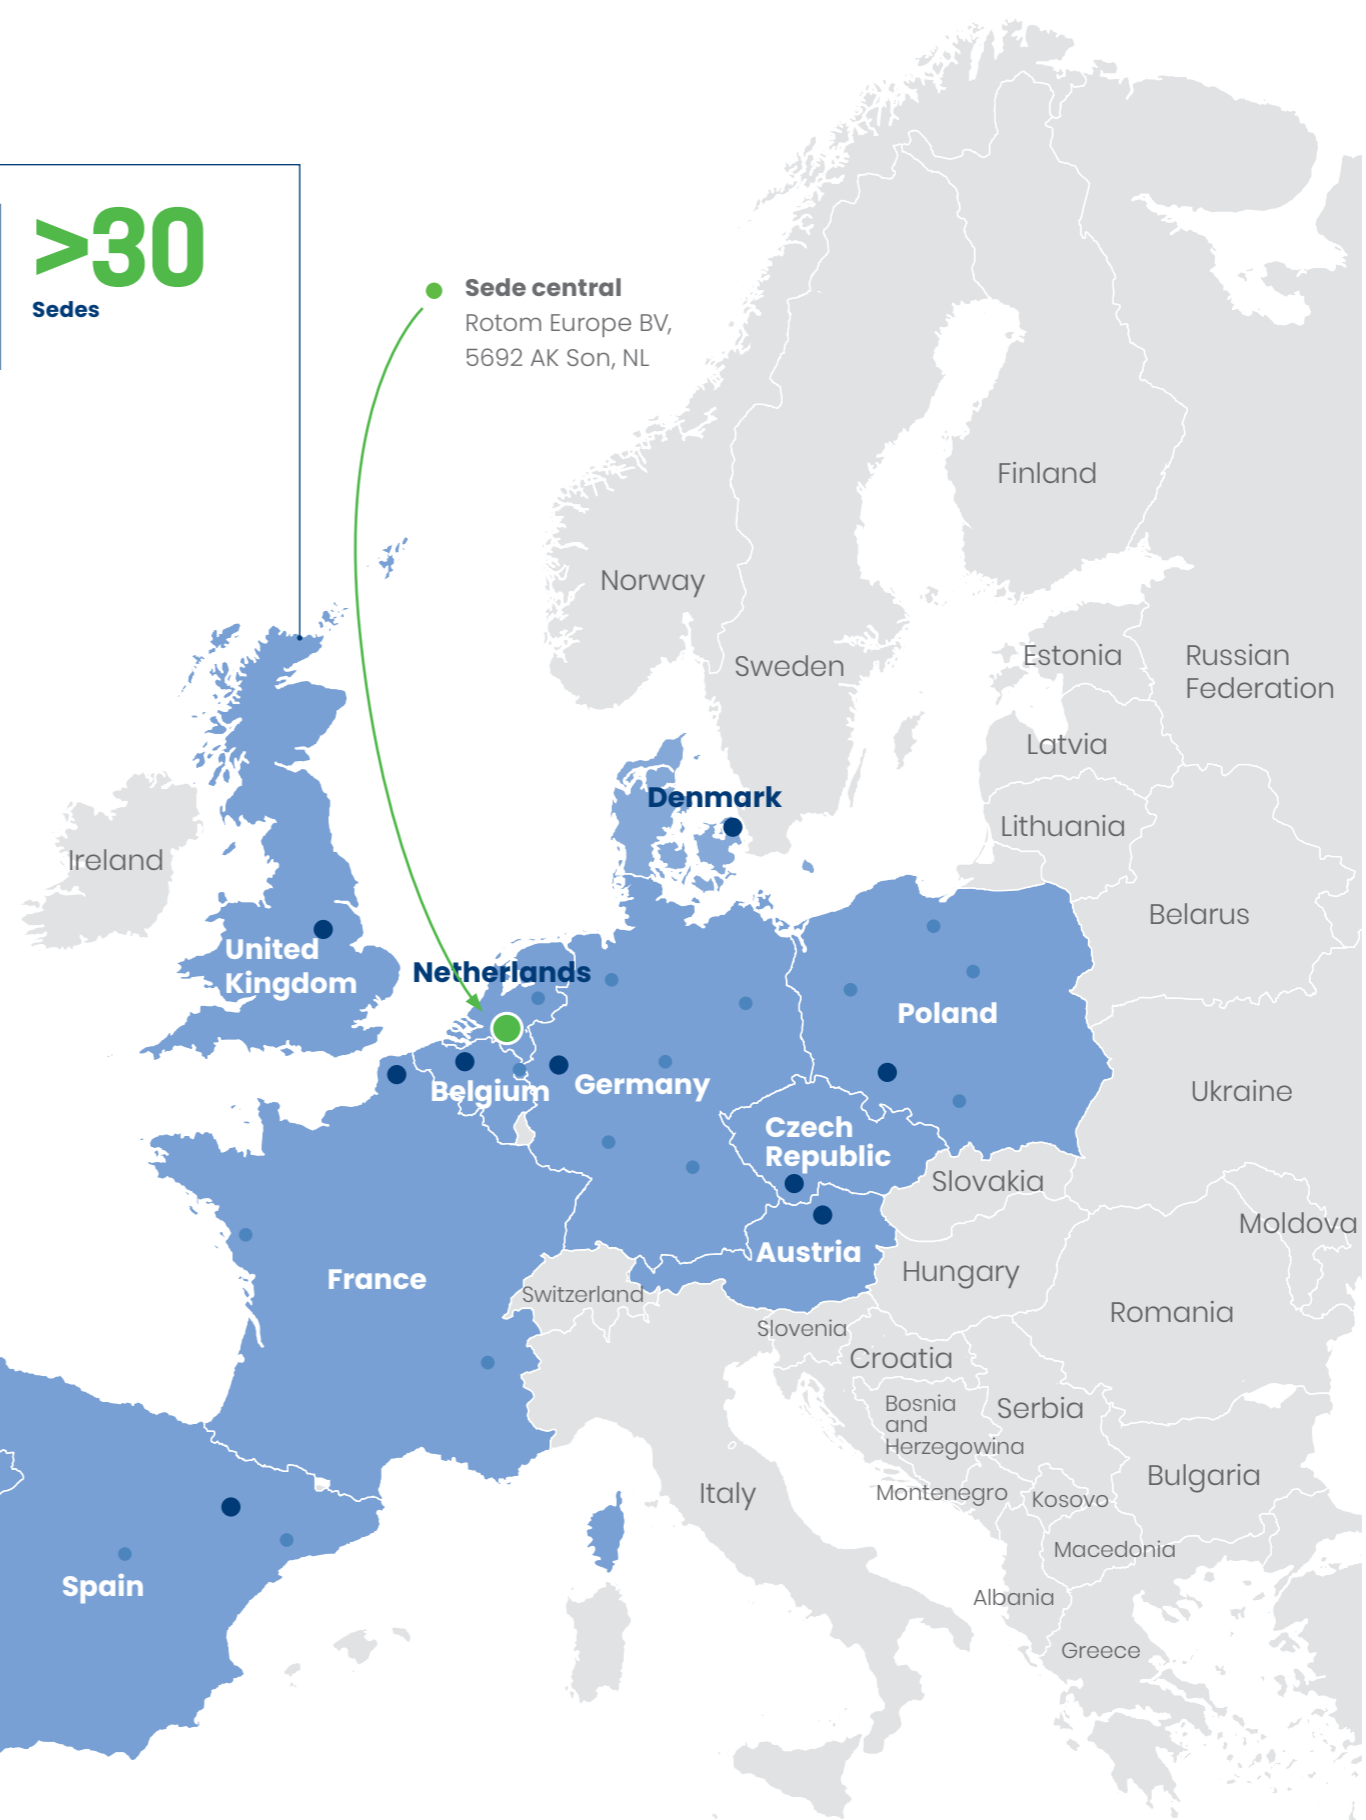 >30
Sedes
Sede central
Rotom Europe BV,
5692 AK Son, NL
Finland
Norway
Sweden
Estonia
Russian
Federation
Latvia
Denmark
Lithuania
Ireland
Belarus
United
Kingdom
Netherlands
Poland
Belgium
Germany
Ukraine
Czech
Republic
Slovakia
Moldova
Austria
France
Hungary
Switzerland
Romania
Slovenia
Croatia
Bosnia
and
Herzegowina
Serbia
Italy
Bulgaria
Montenegro
Kosovo
Macedonia
Spain
Albania
Greece